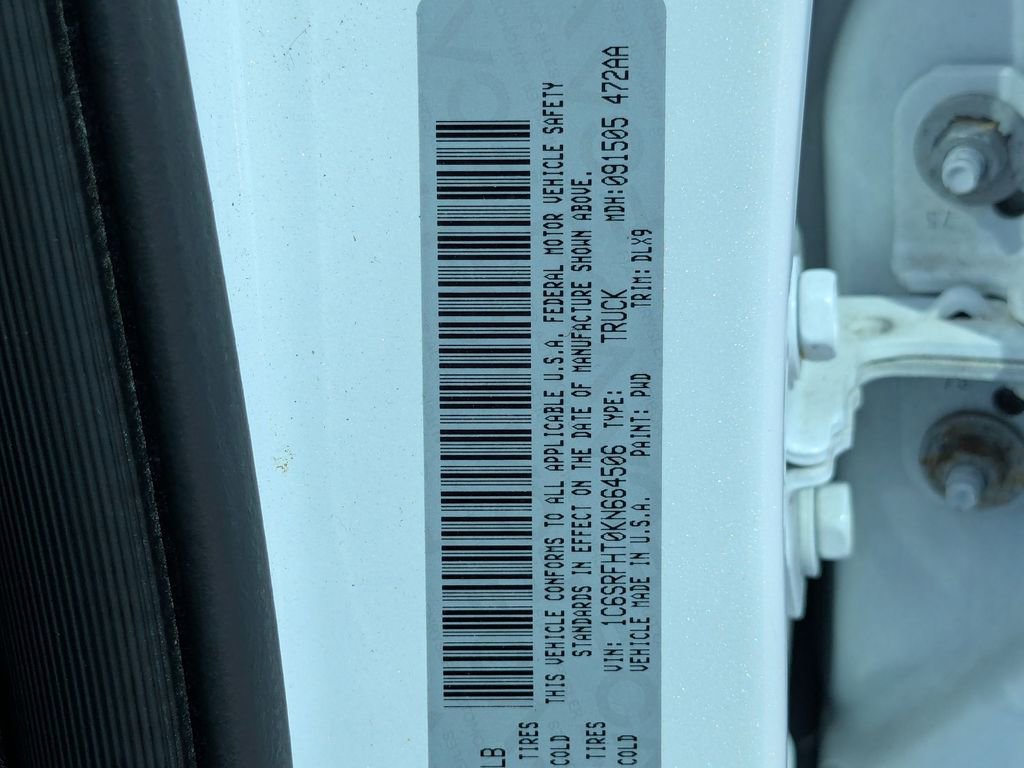 THIS VEHICLE CONFORMS TO ALL APPLICABLE U.S.A. FEDERAL MOTOR VEHICLE SAFETY
STANDARDS IN EFFECT ON THE DATE OF MANUFACTURE SHOWN ABOVE.
VIN: 1C6SRFHT0KN664506 TYPE: TRUCK MDH:091505 472AA
VEHICLE MADE IN U.S.A. PAINT: PWD TRIM: DLX9
LB
TIRES
COLD
TIRES
COLD